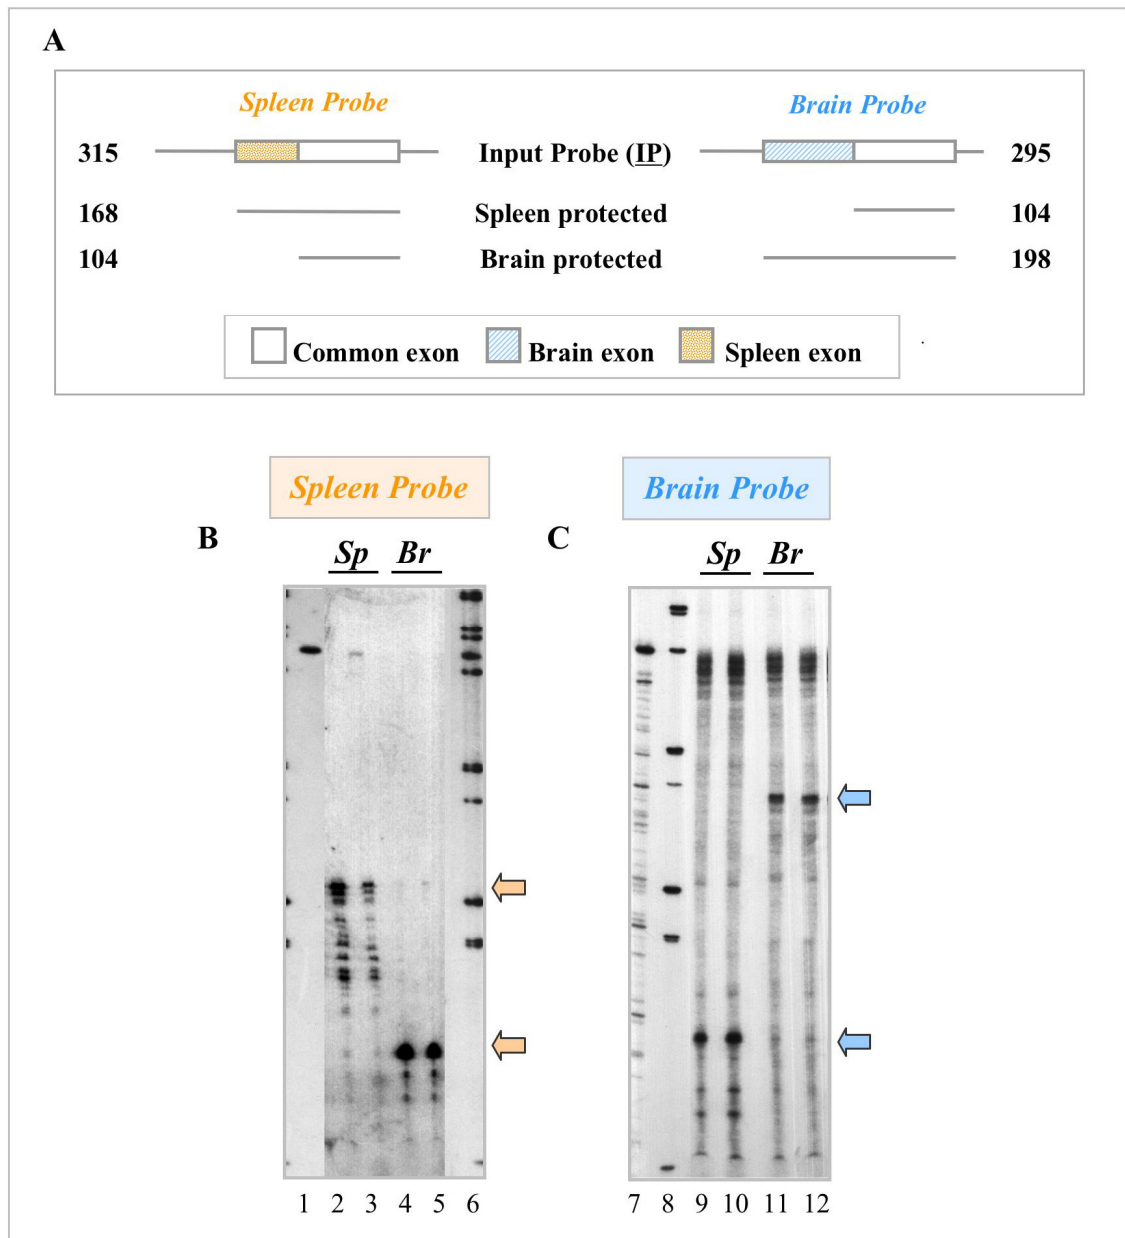 A
Spleen Probe Brain Probe
315 Input Probe (IP) 295
168 Spleen protected 104
104 Brain protected 198
Common exon Brain exon Spleen exon
Spleen Probe Brain Probe
B Sp Br C Sp Br
1 2 3 4 5 6 7 8 9 10 11 12